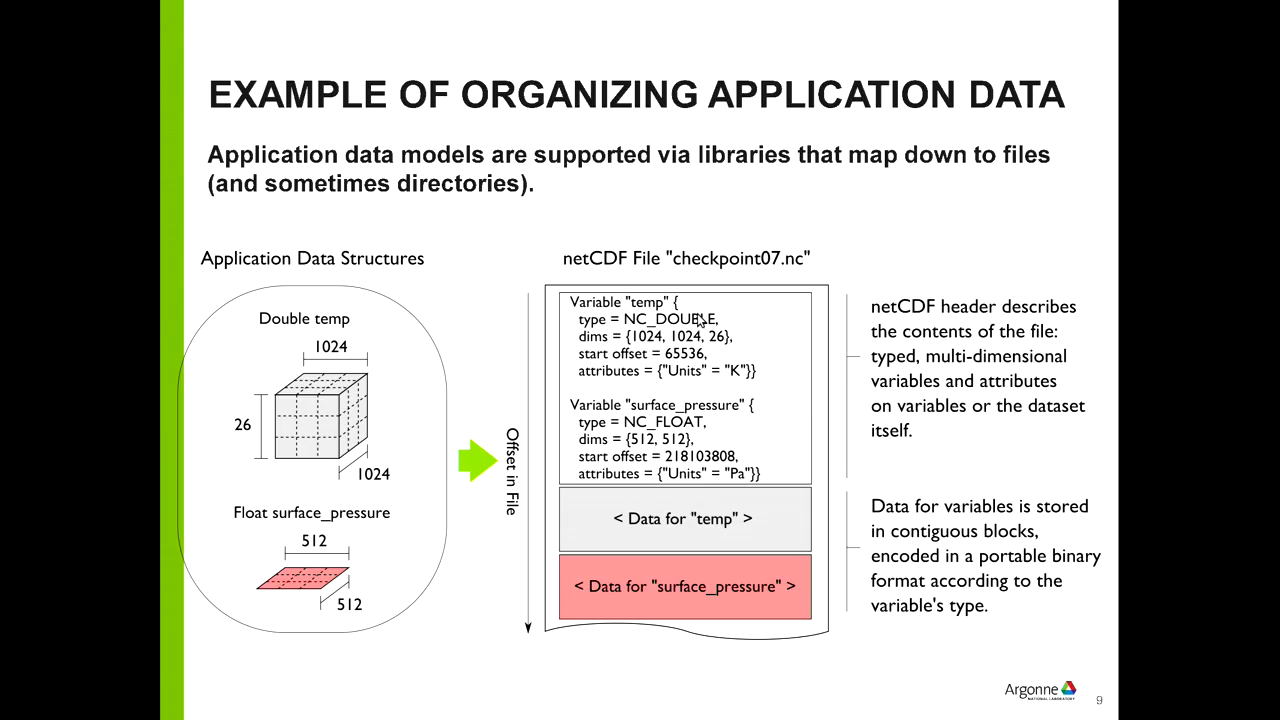 EXAMPLE OF ORGANIZING APPLICATION DATA
Application data models are supported via libraries that map down to files
(and sometimes directories).
Application Data Structures
Double temp
1024
26
1024
Float surface_pressure
512
512
Offset in File
netCDF File "checkpoint07.nc"
Variable "temp" {
type = NC_DOUBLE,
dims = {1024, 1024, 26},
start offset = 65536,
attributes = {"Units" = "K"}}
Variable "surface_pressure" {
type = NC_FLOAT,
dims = {512, 512},
start offset = 218103808,
attributes = {"Units" = "Pa"}}
< Data for "temp" >
< Data for "surface_pressure" >
netCDF header describes
the contents of the file:
typed, multi-dimensional
variables and attributes
on variables or the dataset
itself.
Data for variables is stored
in contiguous blocks,
encoded in a portable binary
format according to the
variable's type.
Argonne
NATIONAL LABORATORY
9